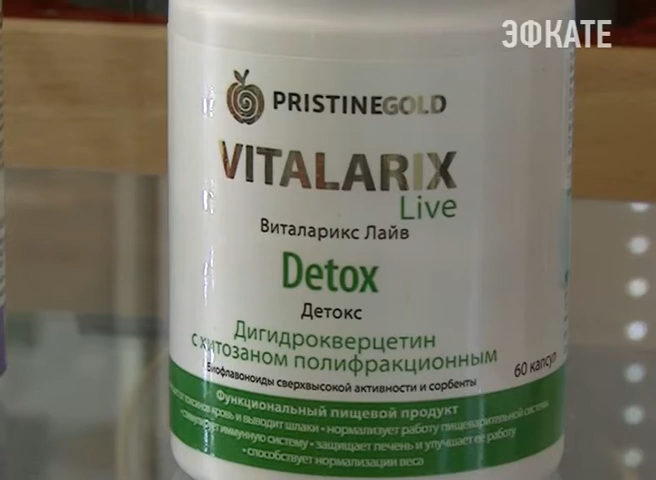 ЭФКАТЕ
PRISTINEGOLD
VITALARIX
Live
Виталарикс Лайв
Detox
Детокс
Дигидрокверцетин
с хитозаном полифракционным
60 капсул
Биофлавоноиды сверхвысокой активности и сорбенты
Функциональный пищевой продукт
кровь и выводит шлаки • нормализует работу пищеварительной системы
• стимулирует иммунную систему • защищает печень и улучшает ее работу
• способствует нормализации веса